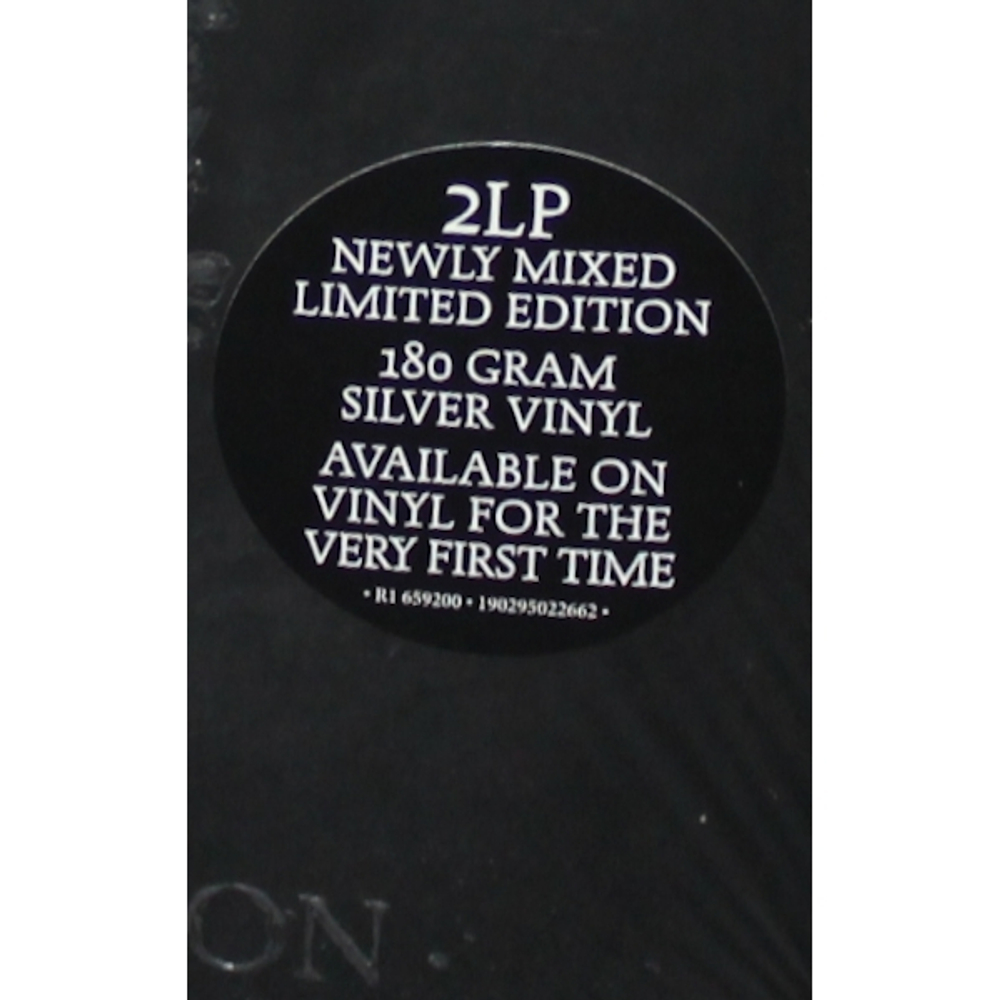 2LP
NEWLY MIXED
LIMITED EDITION
180 GRAM
SILVER VINYL
AVAILABLE ON
VINYL FOR THE
VERY FIRST TIME
• R1 659200 • 190295022662 •
ON .